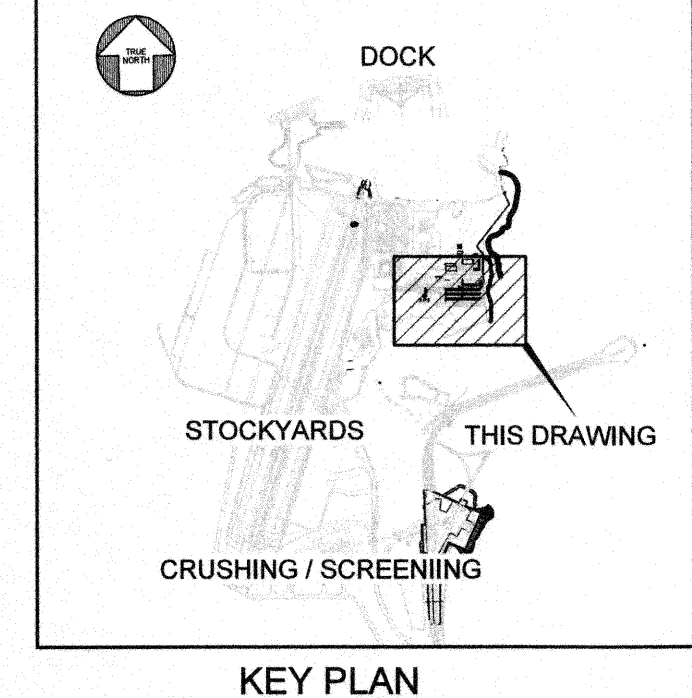 TRUE
NORTH
DOCK
STOCKYARDS
THIS DRAWING
CRUSHING / SCREENIING
KEY PLAN